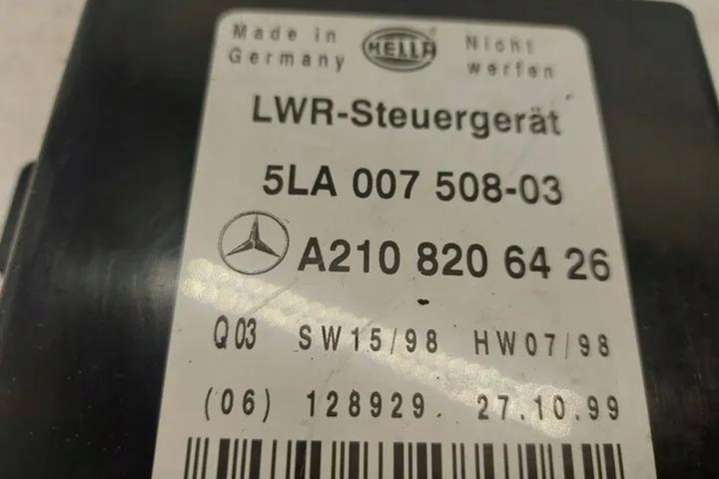 Made in HELLA Nicht
Germany werfen
LWR-Steuergerät
5LA 007 508-03
A210 820 64 26
Q03 SW15/98 HW07/98
(06) 128929. 27.10.99